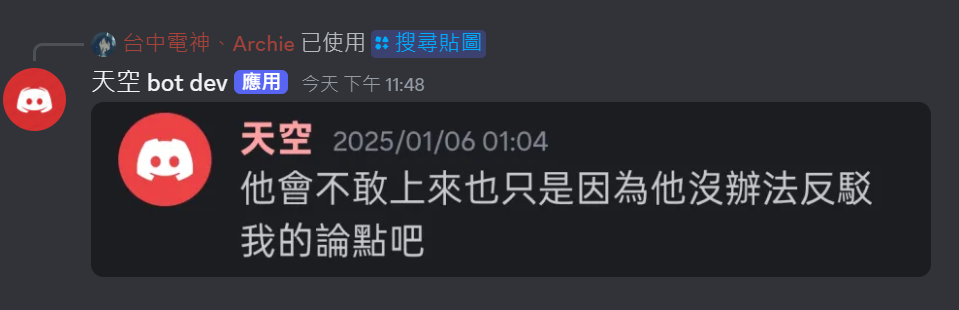 台中電神、Archie 已使用 搜尋貼圖
天空 bot dev 應用 今天 下午 11:48
天空 2025/01/06 01:04
他會不敢上來也只是因為他沒辦法反駁
我的論點吧